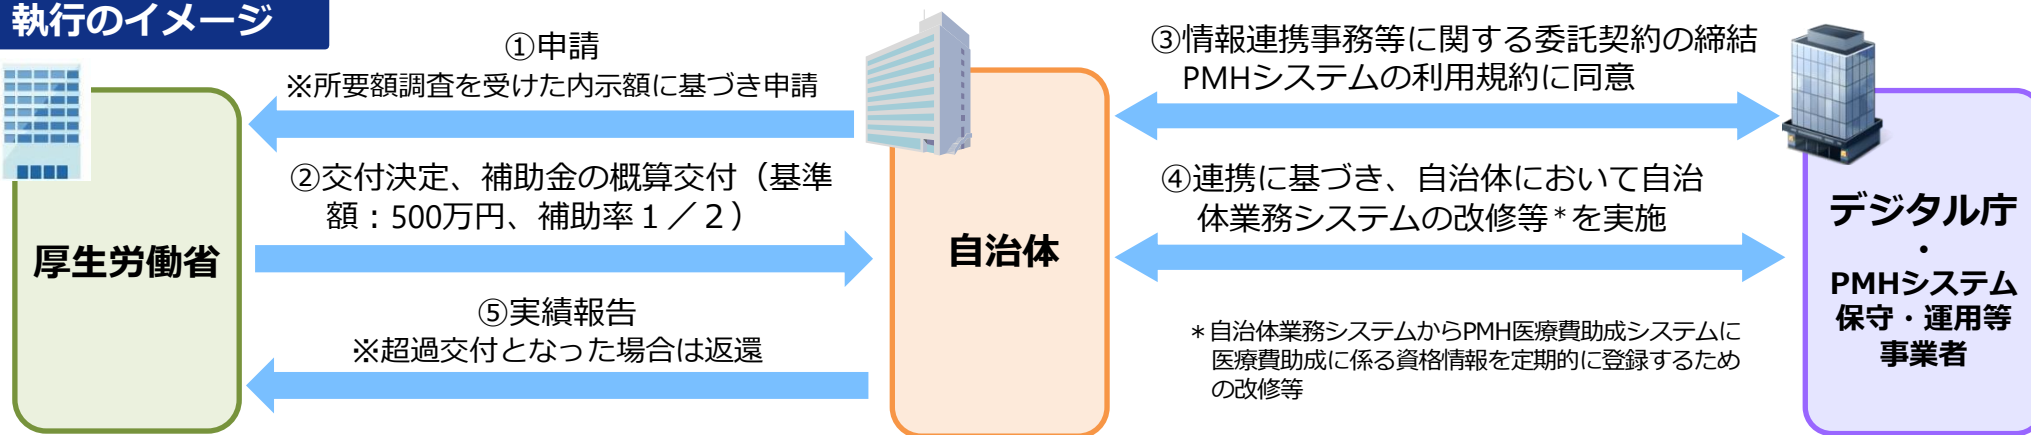 執行のイメージ
①申請
※所要額調査を受けた内示額に基づき申請
②交付決定、補助金の概算交付（基準
額：500万円、補助率１／２）
⑤実績報告
※超過交付となった場合は返還
厚生労働省
自治体
③情報連携事務等に関する委託契約の締結
PMHシステムの利用規約に同意
④連携に基づき、自治体において自治
体業務システムの改修等*を実施
＊自治体業務システムからPMH医療費助成システムに
医療費助成に係る資格情報を定期的に登録するため
の改修等
デジタル庁
・
PMHシステム
保守・運用等
事業者